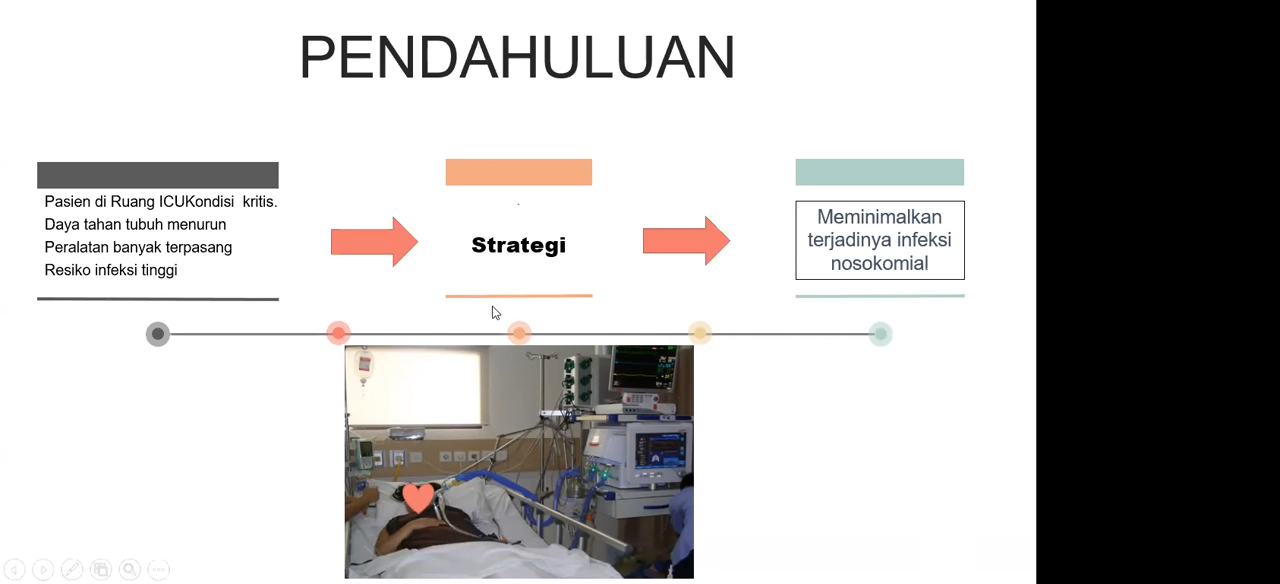 PENDAHULUAN
Pasien di Ruang ICUKondisi  kritis.
Daya tahan tubuh menurun
Peralatan banyak terpasang
Resiko infeksi tinggi
.
Strategi
Meminimalkan
terjadinya infeksi
nosokomial